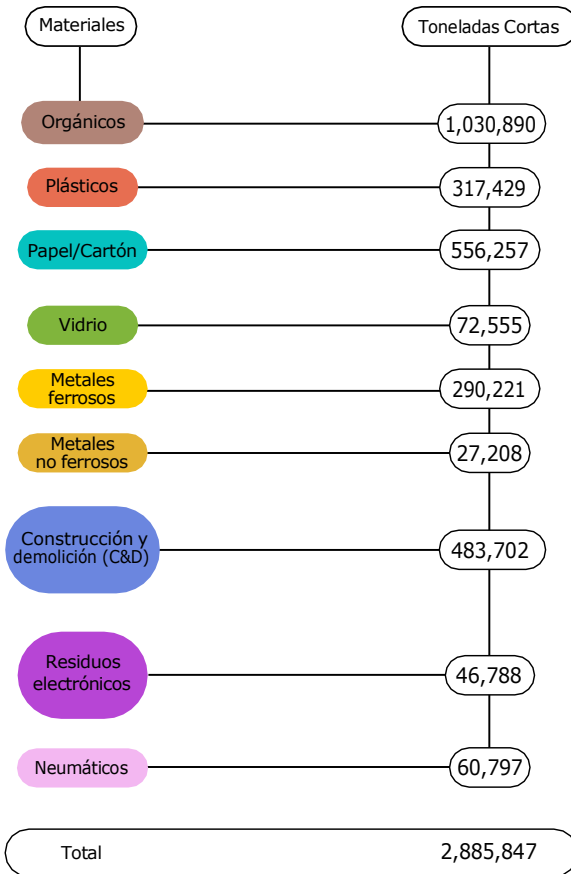 Materiales
Toneladas Cortas
Orgánicos
1,030,890
Plásticos
317,429
Papel/Cartón
556,257
Vidrio
72,555
Metales
ferrosos
290,221
Metales
no ferrosos
27,208
Construcción y
demolición (C&D)
483,702
Residuos
electrónicos
46,788
Neumáticos
60,797
Total
2,885,847